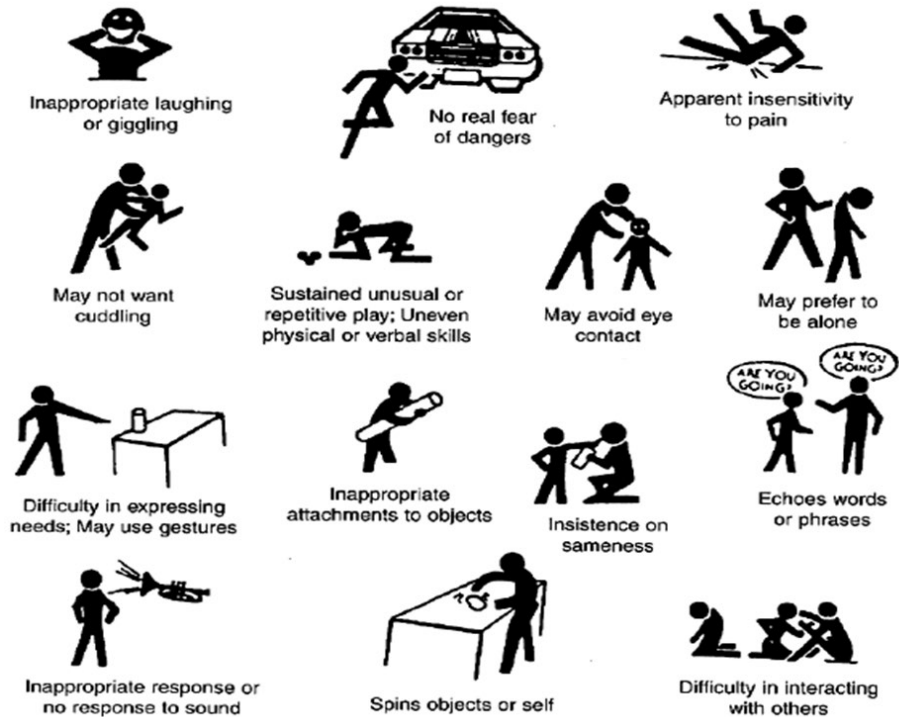 Inappropriate laughing
or giggling
No real fear
of dangers
Apparent insensitivity
to pain
May not want
cuddling
Sustained unusual or
repetitive play; Uneven
physical or verbal skills
May avoid eye
contact
May prefer to
be alone
Difficulty in expressing
needs; May use gestures
Inappropriate
attachments to objects
Insistence on
sameness
ARE YOU
GOING?
ARE YOU
GOING?
Echoes words
or phrases
Inappropriate response or
no response to sound
Spins objects or self
Difficulty in interacting
with others